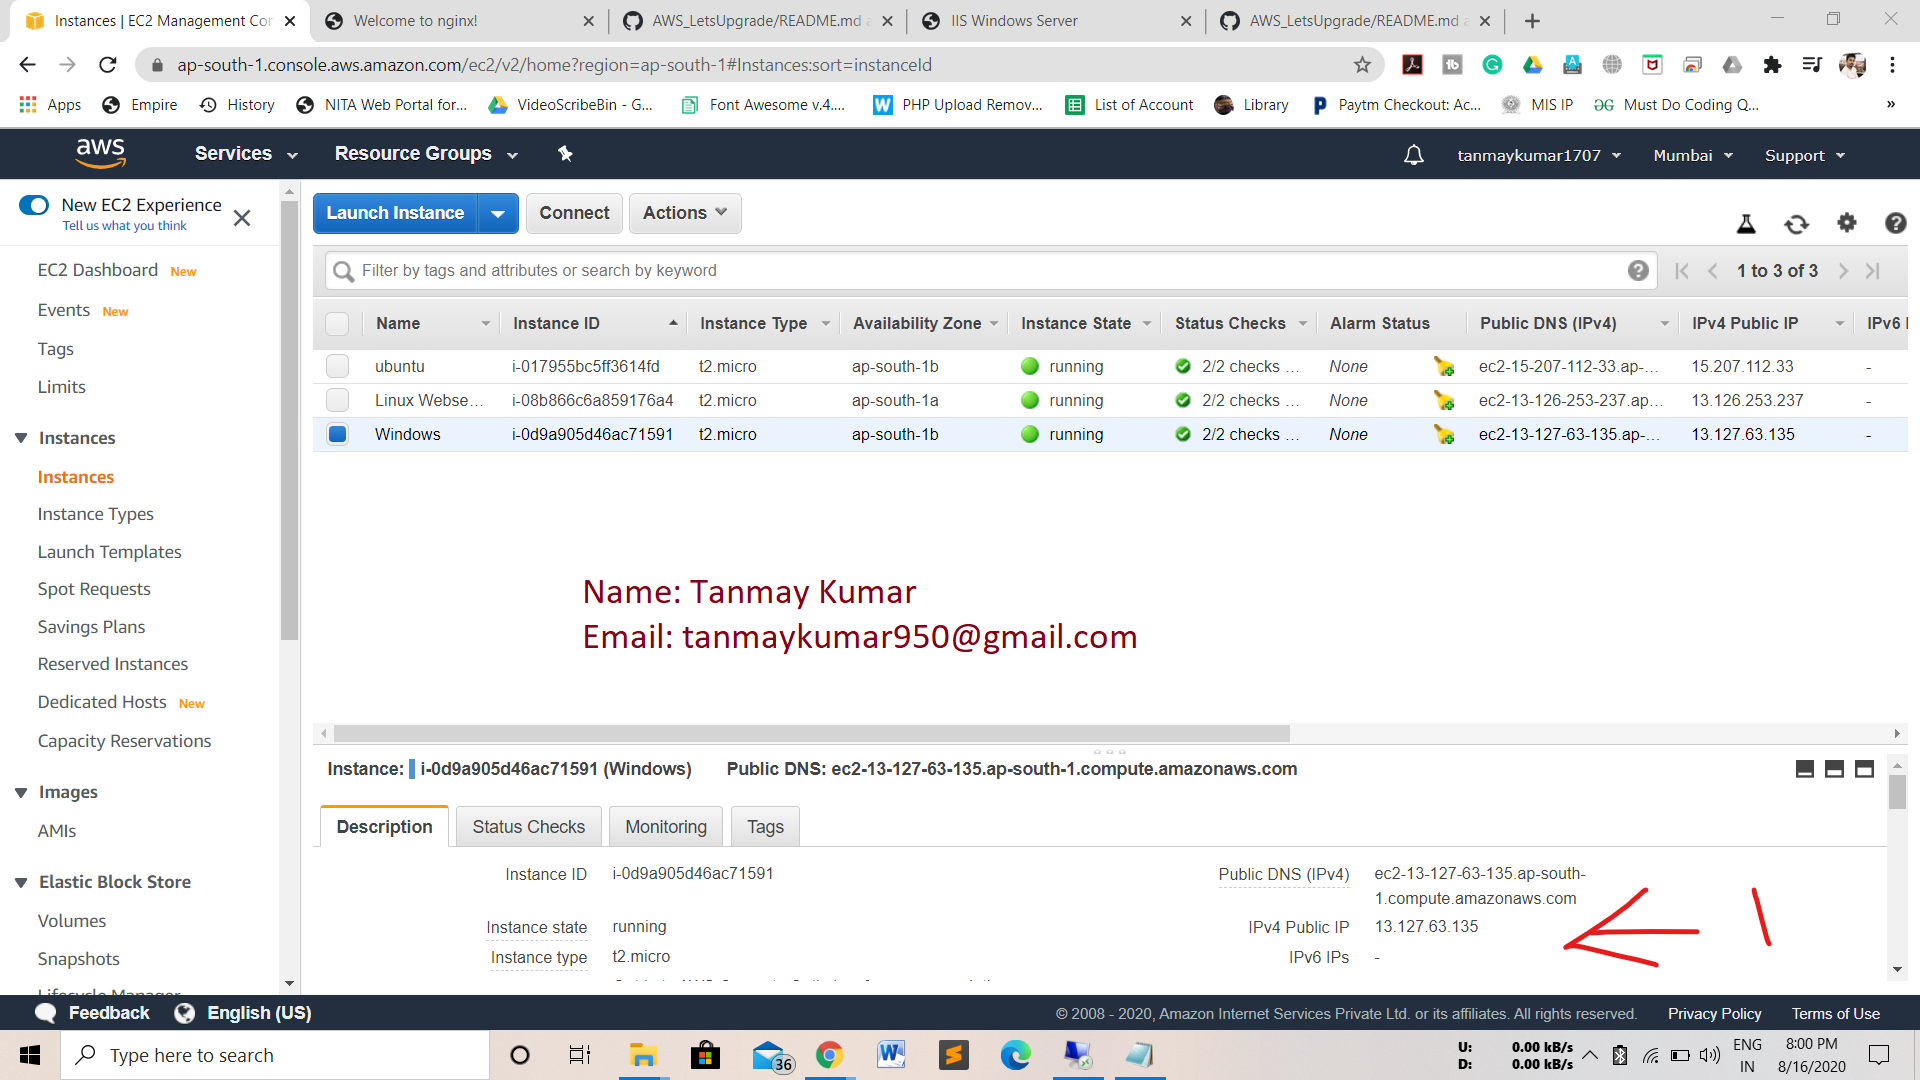 Instances | EC2 Management Con
Welcome to nginx!
AWS_LetsUpgrade/README.md a
IIS Windows Server
AWS_LetsUpgrade/README.md a
ap-south-1.console.aws.amazon.com/ec2/v2/home?region=ap-south-1#Instances:sort=instanceId
Apps Empire History NITA Web Portal for... VideoScribeBin - G... Font Awesome v.4.... PHP Upload Remov... List of Account Library Paytm Checkout: Ac... MIS IP Must Do Coding Q... »
aws Services Resource Groups tanmaykumar1707 Mumbai Support
New EC2 Experience
Tell us what you think
EC2 Dashboard New
Events New
Tags
Limits
Instances
Instances
Instance Types
Launch Templates
Spot Requests
Savings Plans
Reserved Instances
Dedicated Hosts New
Capacity Reservations
Images
AMIs
Elastic Block Store
Volumes
Snapshots
Lifecycle Manager
Launch Instance Connect Actions
Filter by tags and attributes or search by keyword 1 to 3 of 3
Name Instance ID Instance Type Availability Zone Instance State Status Checks Alarm Status Public DNS (IPv4) IPv4 Public IP IPv6 I
ubuntu i-017955bc5ff3614fd t2.micro ap-south-1b running 2/2 checks ... None ec2-15-207-112-33.ap-... 15.207.112.33 -
Linux Webse... i-08b866c6a859176a4 t2.micro ap-south-1a running 2/2 checks ... None ec2-13-126-253-237.ap... 13.126.253.237 -
Windows i-0d9a905d46ac71591 t2.micro ap-south-1b running 2/2 checks ... None ec2-13-127-63-135.ap-... 13.127.63.135 -
Name: Tanmay Kumar
Email: tanmaykumar950@gmail.com
Instance: i-0d9a905d46ac71591 (Windows) Public DNS: ec2-13-127-63-135.ap-south-1.compute.amazonaws.com
Description Status Checks Monitoring Tags
Instance ID i-0d9a905d46ac71591 Public DNS (IPv4) ec2-13-127-63-135.ap-south-
1.compute.amazonaws.com
Instance state running IPv4 Public IP 13.127.63.135
Instance type t2.micro IPv6 IPs -
Feedback English (US) © 2008 - 2020, Amazon Internet Services Private Ltd. or its affiliates. All rights reserved. Privacy Policy Terms of Use
Type here to search
36
U: 0.00 kB/s
D: 0.00 kB/s
ENG
IN
8:00 PM
8/16/2020